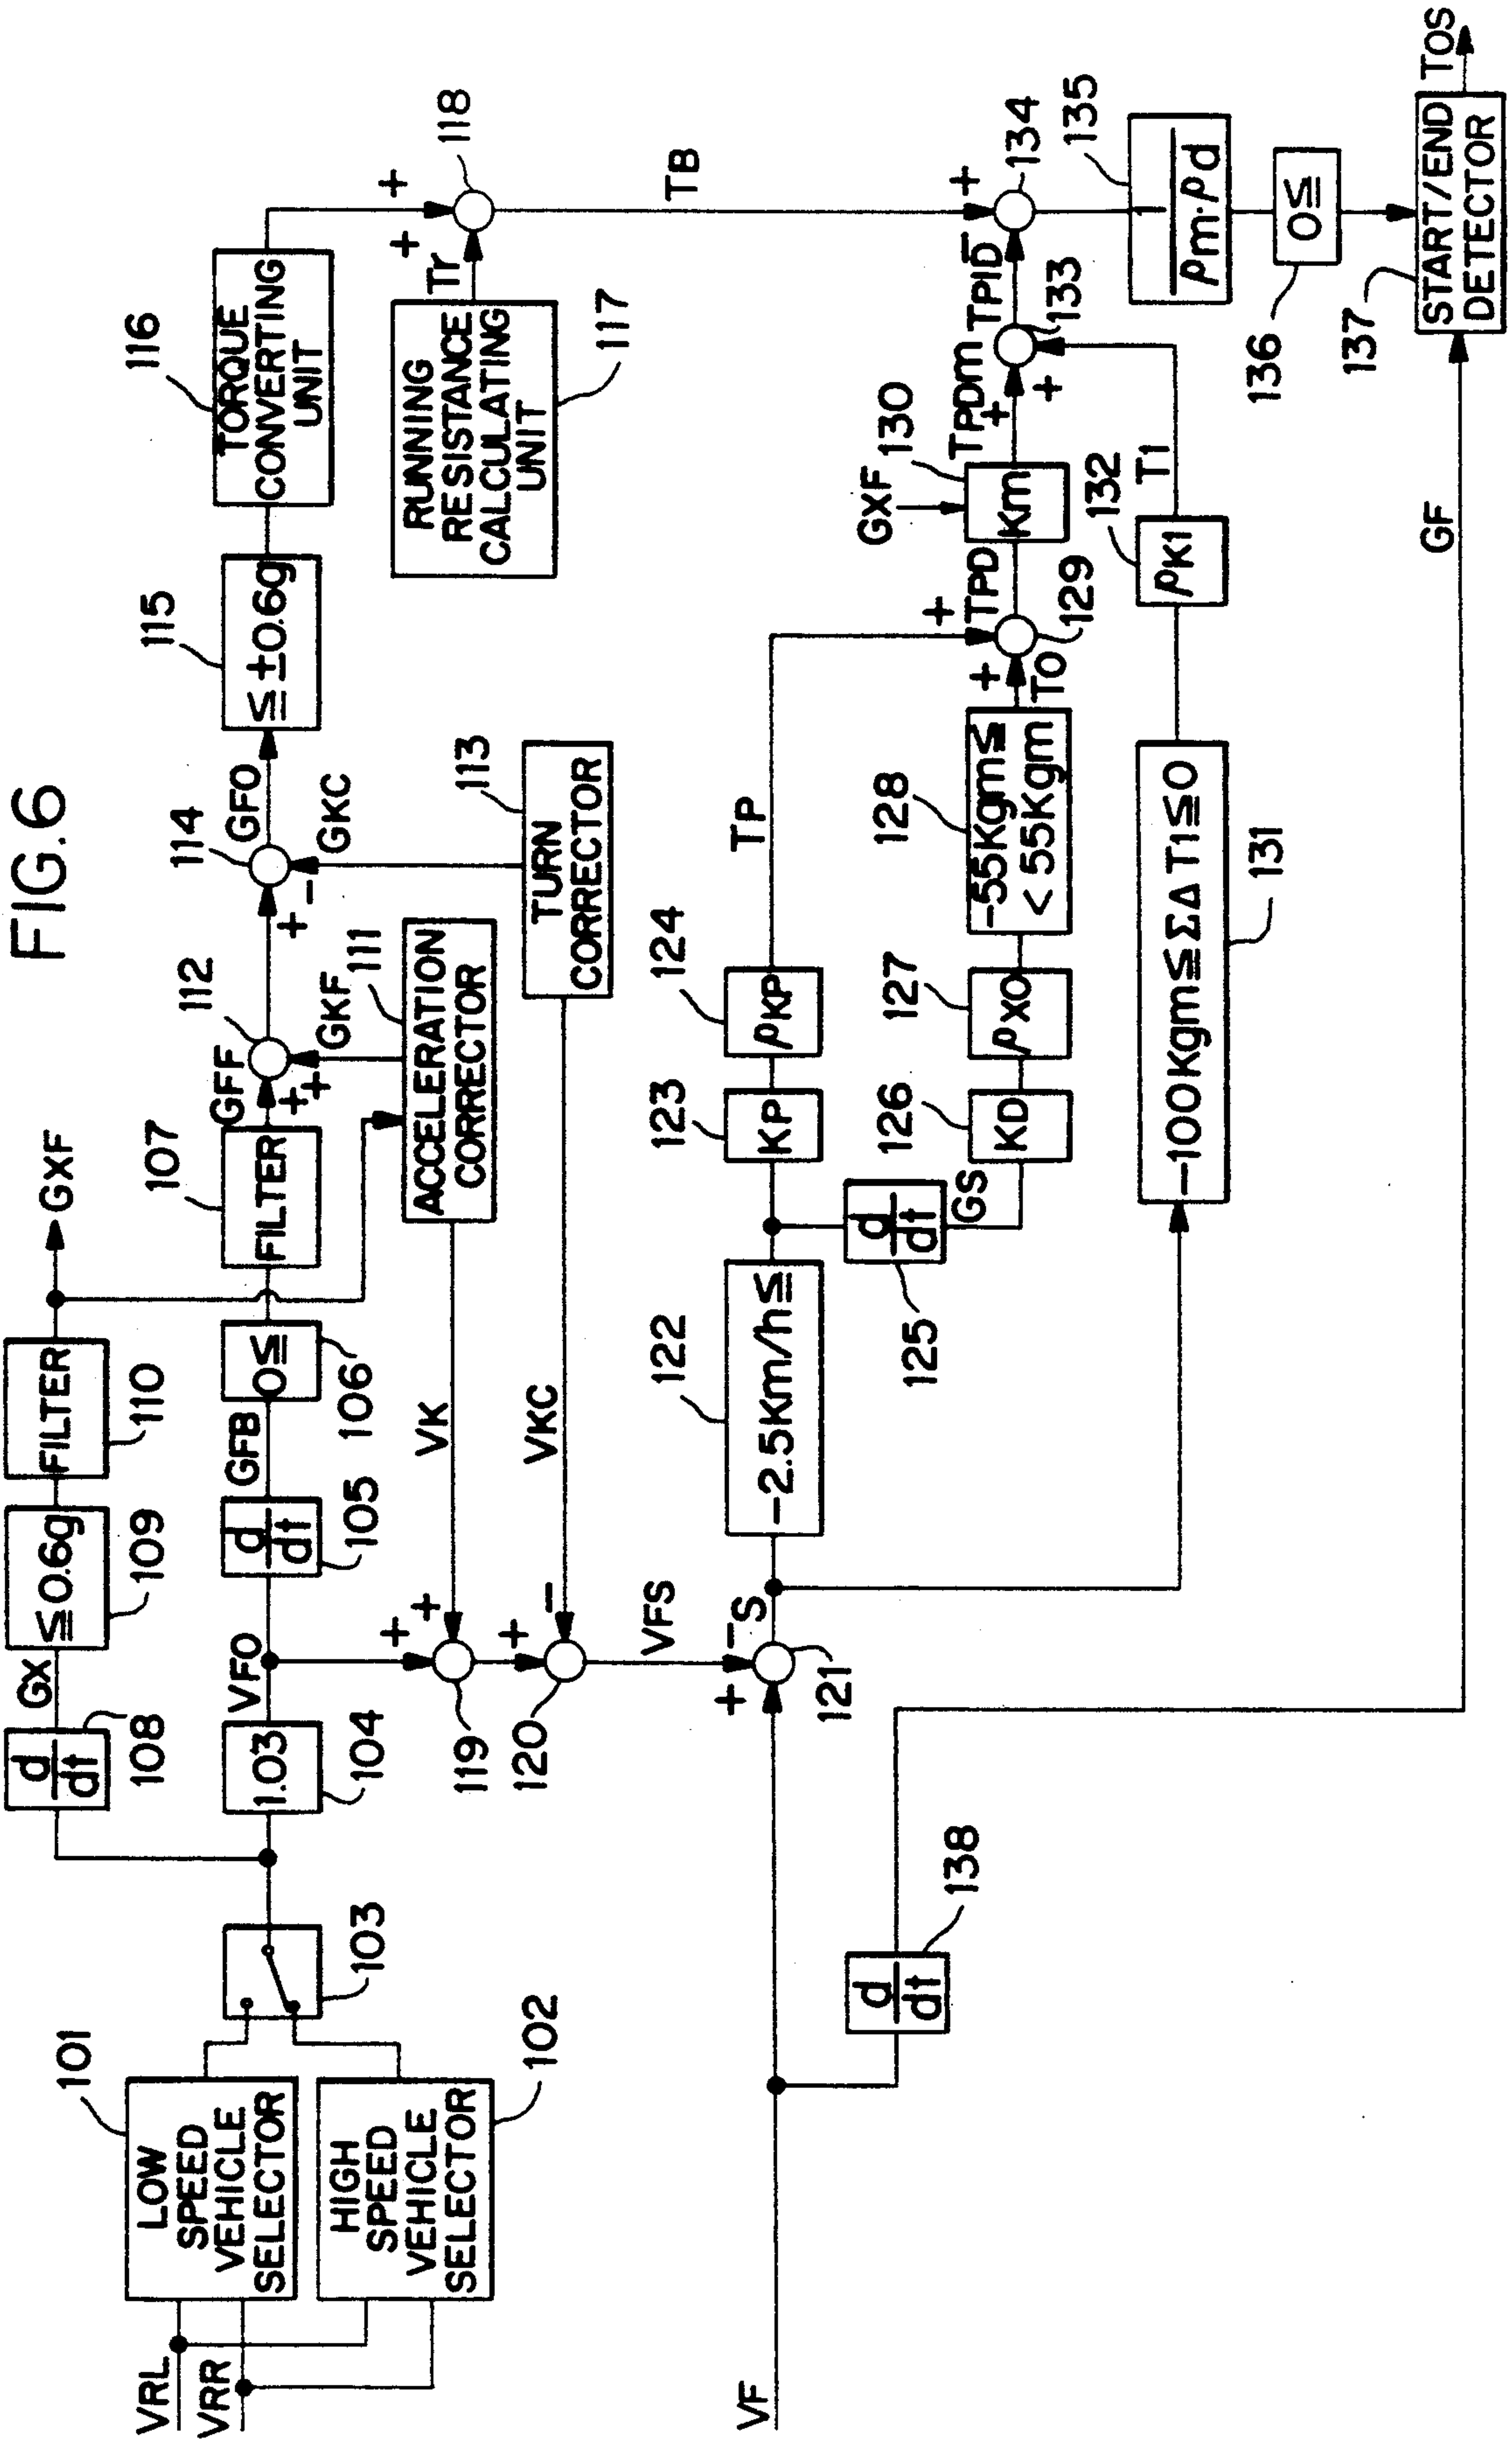 FIG.6
VRL
VRR
LOW
SPEED
VEHICLE
SELECTOR
101
HIGH
SPEED
VEHICLE
SELECTOR
102
103
d
dt
108
GX
≦0.6g
109
FILTER
110
GXF
1.03
104
VFO
d
dt
105
GFB
0≦
106
FILTER
107
GFF
+
+
112
GKF
ACCELERATION
CORRECTOR
111
+
-
114
GKC
GFO
TURN
CORRECTOR
113
≦±0.6g
115
TORQUE
CONVERTING
UNIT
116
RUNNING
RESISTANCE
CALCULATING
UNIT
117
Tr
+
+
118
TB
VK
VKC
+
+
119
+
-
120
VFS
VF
+
-
S
121
-2.5Km/h≦
122
KP
123
ρKP
124
TP
d
dt
125
GS
KD
126
ρXO
127
-55Kgm≦
< 55Kgm
128
TO
+
+
129
TPD
GXF
Km
130
TPDm
+
+
133
TPID
-
+
134
-100Kgm≦ΣΔT1≦0
131
ρK1
132
T1
1
ρm·ρd
135
0≦
136
d
dt
138
GF
START/END
DETECTOR
137
TOS